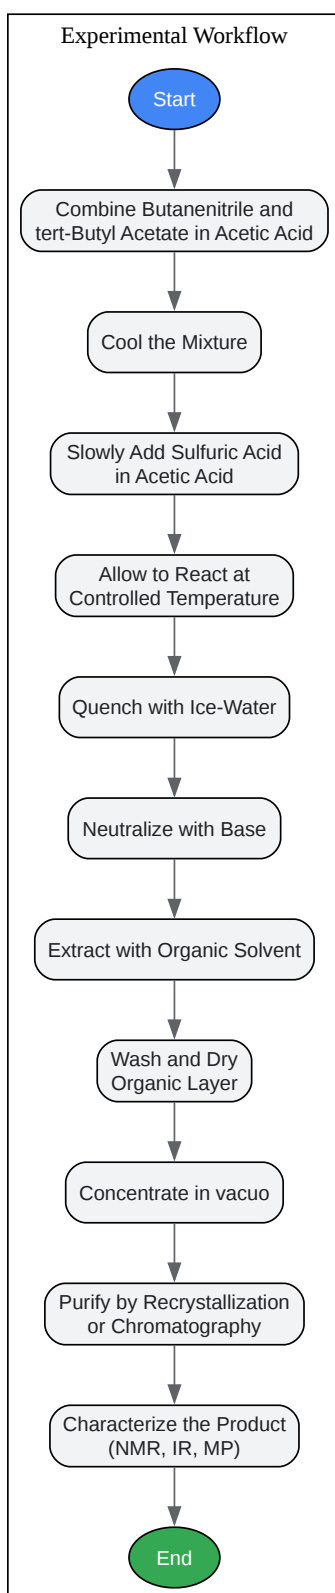 Experimental Workflow
Start
Combine Butanenitrile and
tert-Butyl Acetate in Acetic Acid
Cool the Mixture
Slowly Add Sulfuric Acid
in Acetic Acid
Allow to React at
Controlled Temperature
Quench with Ice-Water
Neutralize with Base
Extract with Organic Solvent
Wash and Dry
Organic Layer
Concentrate in vacuo
Purify by Recrystallization
or Chromatography
Characterize the Product
(NMR, IR, MP)
End